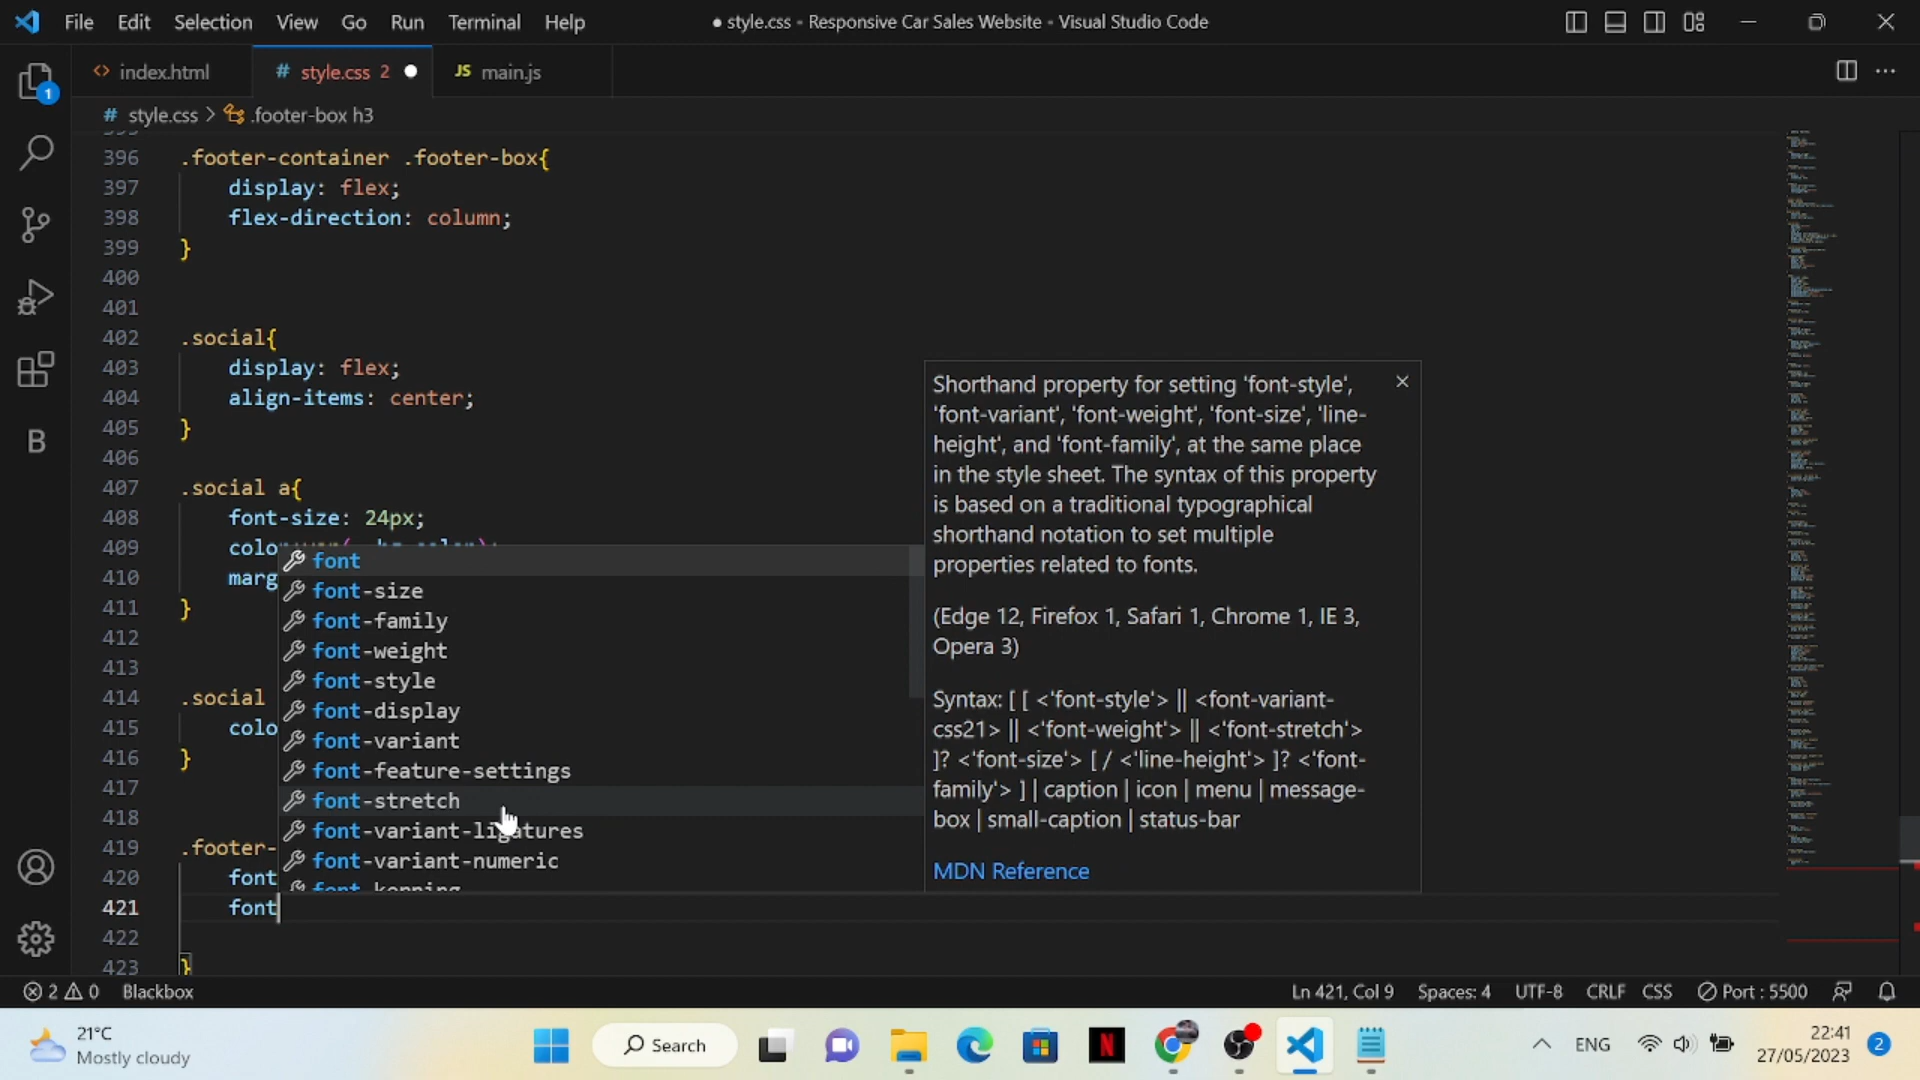 File Edit Selection View Go Run Terminal Help
● style.css - Responsive Car Sales Website - Visual Studio Code
<> index.html
# style.css 2 ●
JS main.js
1
# style.css > .footer-box h3
396 .footer-container .footer-box{
397 display: flex;
398 flex-direction: column;
399 }
400
401
402 .social{
403 display: flex;
404 align-items: center;
405 }
406
407 .social a{
408 font-size: 24px;
409 colo
410 marg
411 }
412
413
414 .social
415 colo
416 }
417
418
419 .footer-
420 font
421 font
422
423 }
font
font-size
font-family
font-weight
font-style
font-display
font-variant
font-feature-settings
font-stretch
font-variant-ligatures
font-variant-numeric
Shorthand property for setting 'font-style',
'font-variant', 'font-weight', 'font-size', 'line-
height', and 'font-family', at the same place
in the style sheet. The syntax of this property
is based on a traditional typographical
shorthand notation to set multiple
properties related to fonts.
(Edge 12, Firefox 1, Safari 1, Chrome 1, IE 3,
Opera 3)
Syntax: [ [ <'font-style'> || <font-variant-
css21> || <'font-weight'> || <'font-stretch'>
]? <'font-size'> [ / <'line-height'> ]? <'font-
family'> ] | caption | icon | menu | message-
box | small-caption | status-bar
MDN Reference
B
2 0 Blackbox
Ln 421, Col 9 Spaces: 4 UTF-8 CRLF CSS Port : 5500
21°C
Mostly cloudy
Search
N
ENG
22:41
27/05/2023
2